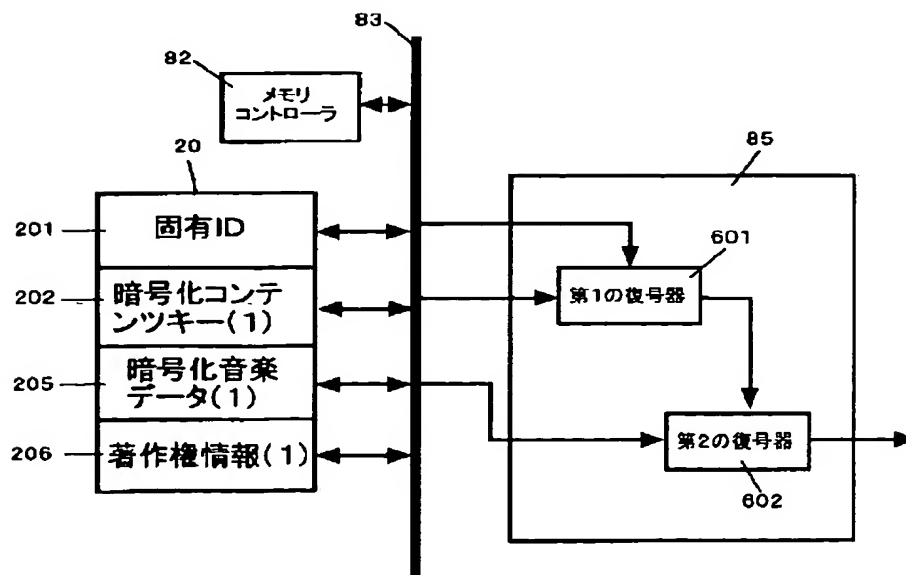 83
82
メモリ
コントローラ
20
85
201
固有ID
601
202
暗号化コンテ
ンツキー(1)
第1の復号器
205
暗号化音楽
データ(1)
第2の復号器
206
著作権情報(1)
602